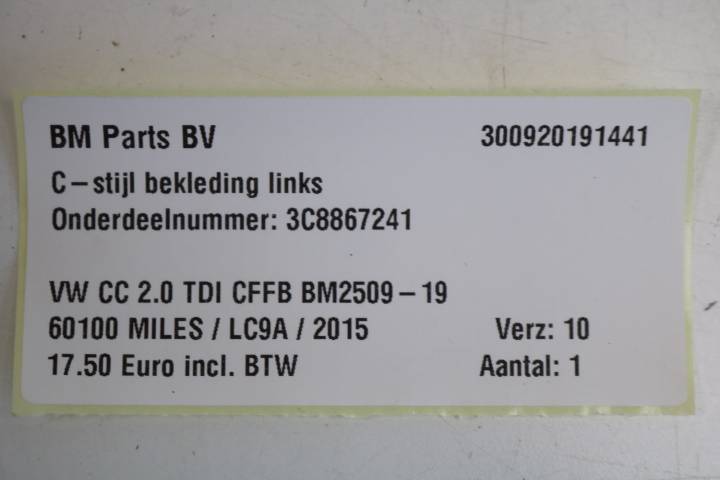 BM Parts BV 300920191441
C-stijl bekleding links
Onderdeelnummer: 3C8867241
VW CC 2.0 TDI CFFB BM2509-19
60100 MILES / LC9A / 2015 Verz: 10
17.50 Euro incl. BTW Aantal: 1